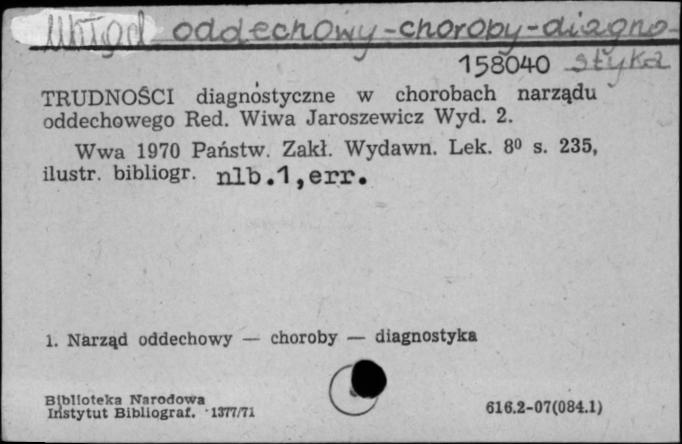 Układ oddechowy-choroby-diagno-
158040 styka
TRUDNOŚCI diagnostyczne w chorobach narządu
oddechowego Red. Wiwa Jaroszewicz Wyd. 2.
Wwa 1970 Państw. Zakł. Wydawn. Lek. 8⁰ s. 235,
ilustr. bibliogr. nlb.1,err.
1. Narząd oddechowy — choroby — diagnostyka
Biblioteka Narodowa
Instytut Bibliograf. 1377/71
616.2-07(084.1)